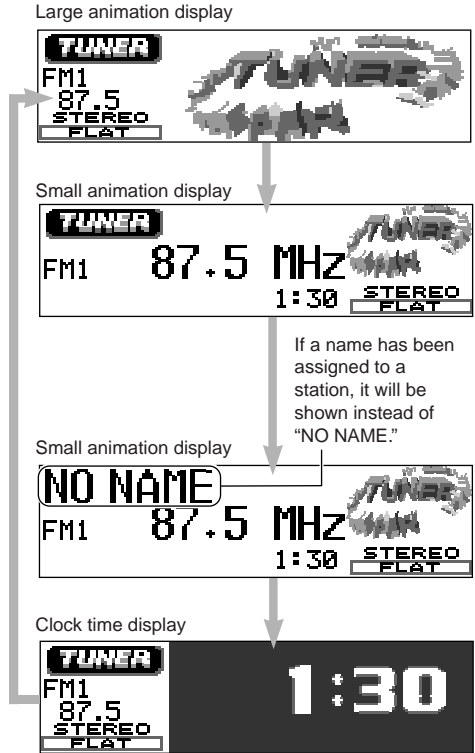 Large animation display
TUNER
FM1
87.5
STEREO
FLAT
TUNER
Small animation display
TUNER
FM1 87.5 MHz
1:30
STEREO
FLAT
TUNER
If a name has been
assigned to a
station, it will be
shown instead of
“NO NAME.”
Small animation display
NO NAME
FM1 87.5 MHz
1:30
STEREO
FLAT
TUNER
Clock time display
TUNER
FM1
87.5
STEREO
FLAT
1:30